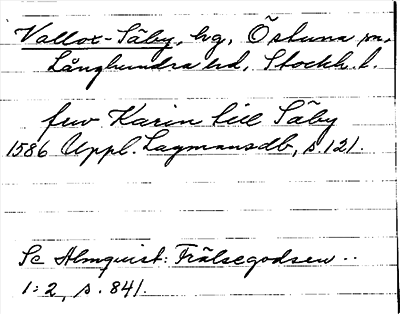 Vallox-Säby, hg, Östuna sn,
Långhundra hd, Stockh. l.
fru Karin till Säby
1586 Uppl. Lagmansdb, s. 121.
Se Almquist: Frälsegodsen ..
1:2, s. 841.